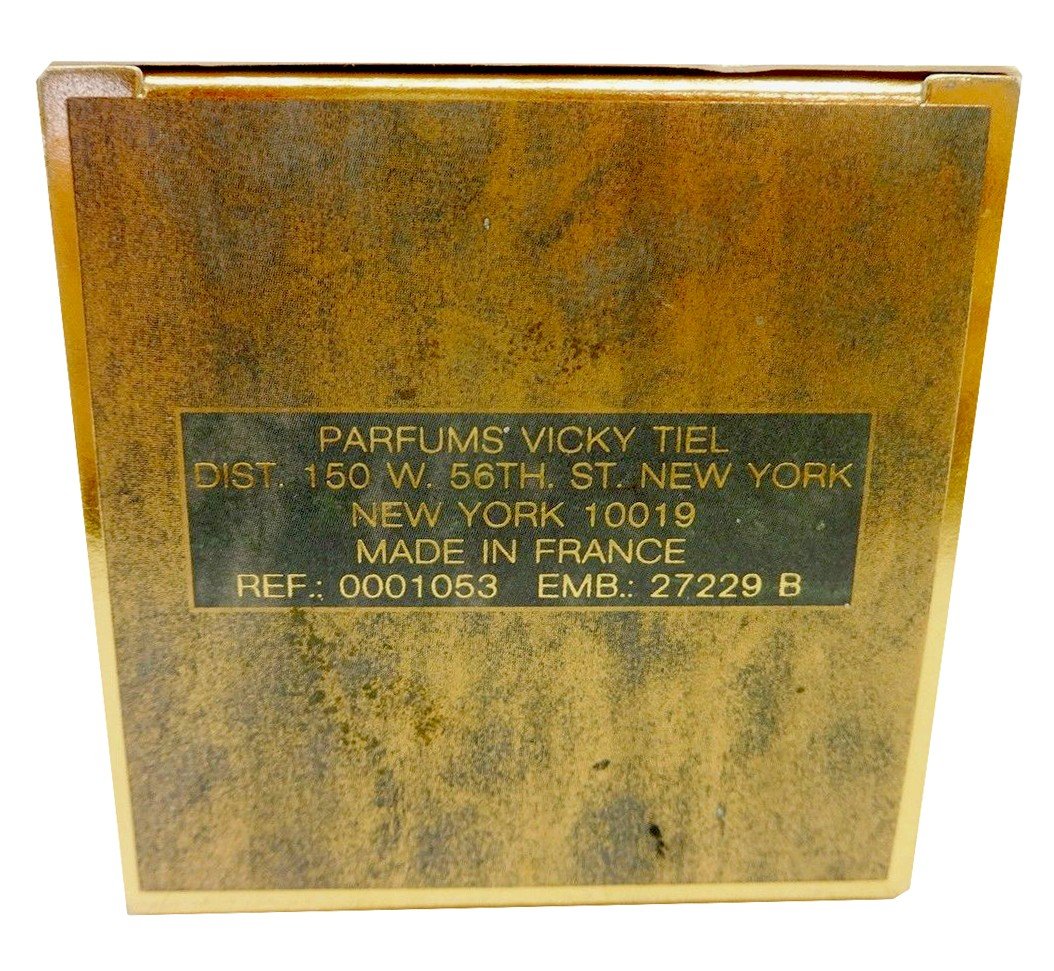 PARFUMS VICKY TIEL
DIST. 150 W. 56TH. ST. NEW YORK
NEW YORK 10019
MADE IN FRANCE
REF.: 0001053 EMB.: 27229 B